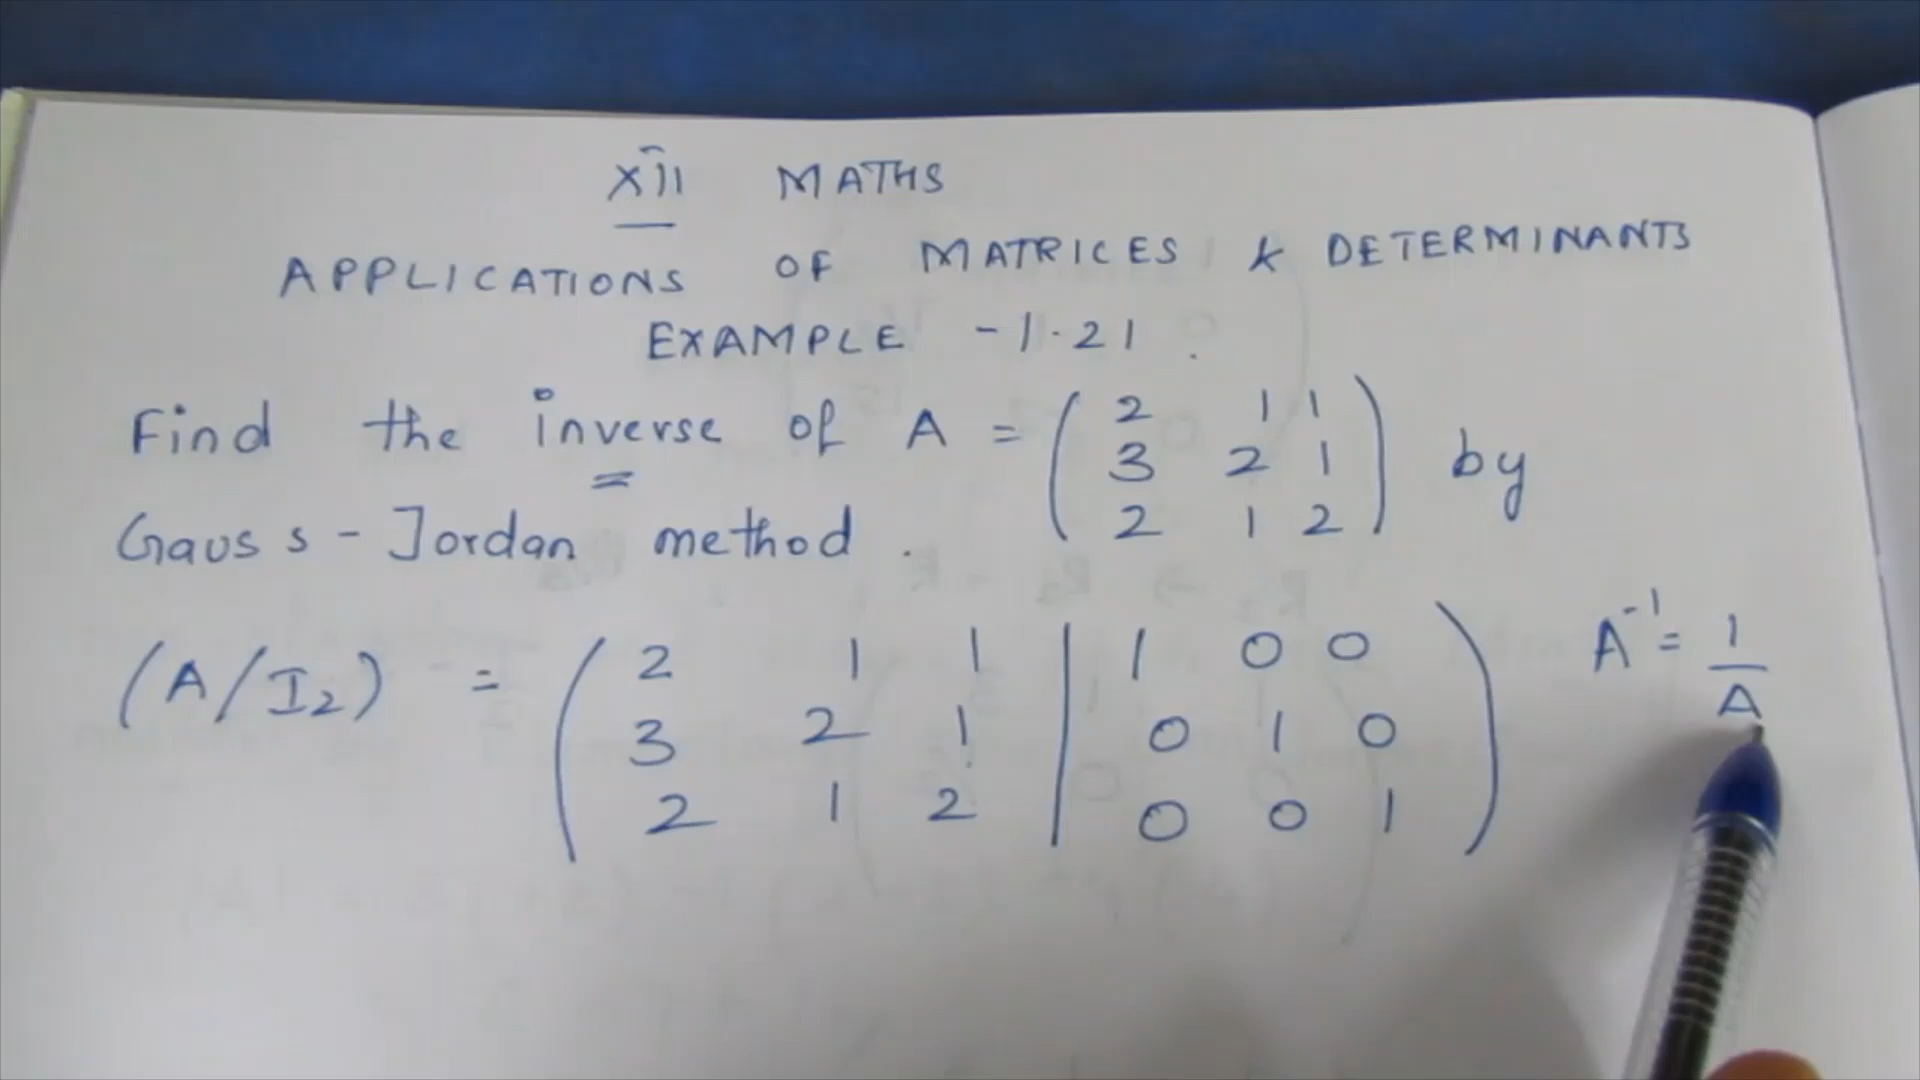 XII MATHS
APPLICATIONS OF MATRICES & DETERMINANTS
EXAMPLE - 1.21
Find the inverse of A = ( 2 1 1
3 2 1
2 1 2 ) by
Gauss-Jordan method.
(A/I₂) = ( 2 1 1 | 1 0 0
3 2 1 | 0 1 0
2 1 2 | 0 0 1 )
A⁻¹ = 1/A